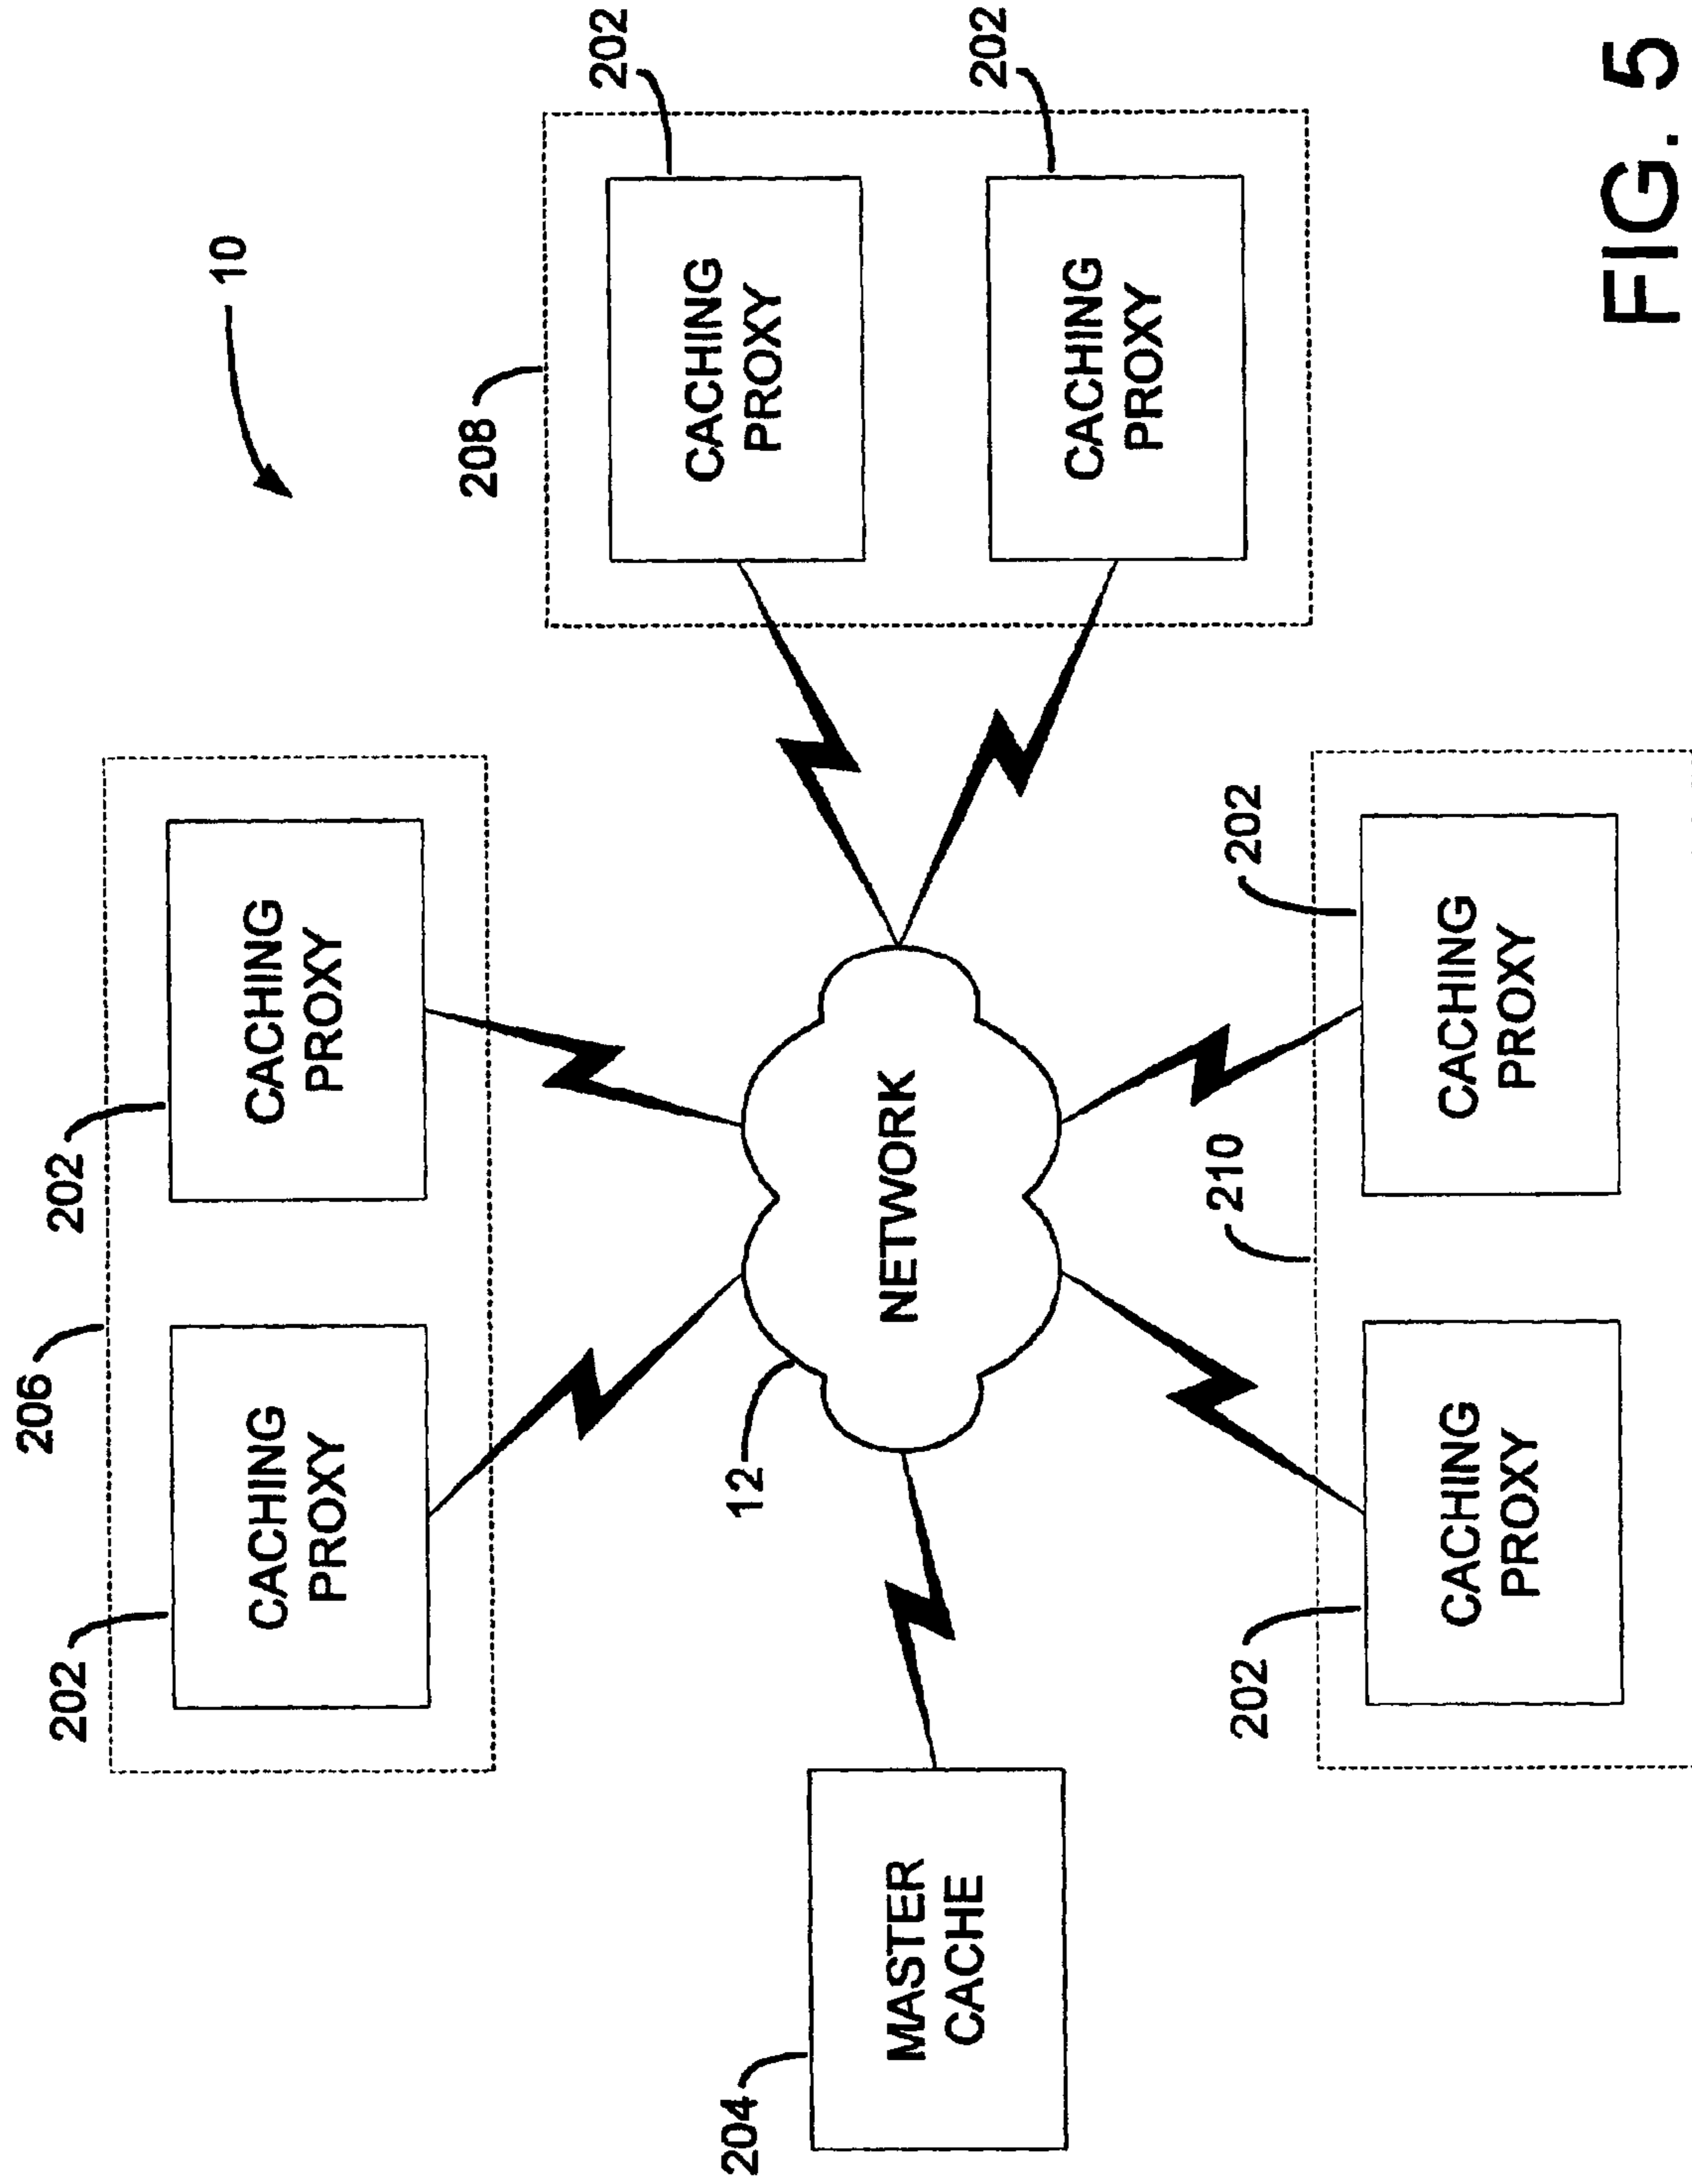 10
206
202
CACHING
PROXY
202
CACHING
PROXY
208
202
CACHING
PROXY
202
CACHING
PROXY
12
NETWORK
204
MASTER
CACHE
210
202
CACHING
PROXY
202
CACHING
PROXY
FIG. 5